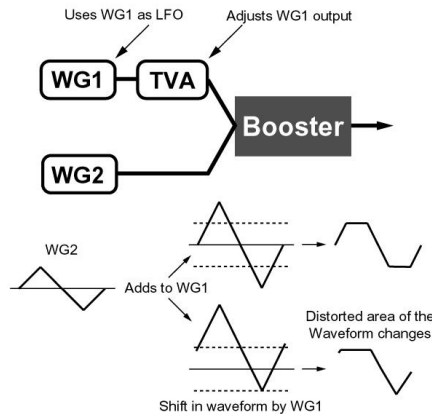 Uses WG1 as LFO
Adjusts WG1 output
WG1
TVA
Booster
WG2
WG2
Adds to WG1
Distorted area of the
Waveform changes
Shift in waveform by WG1